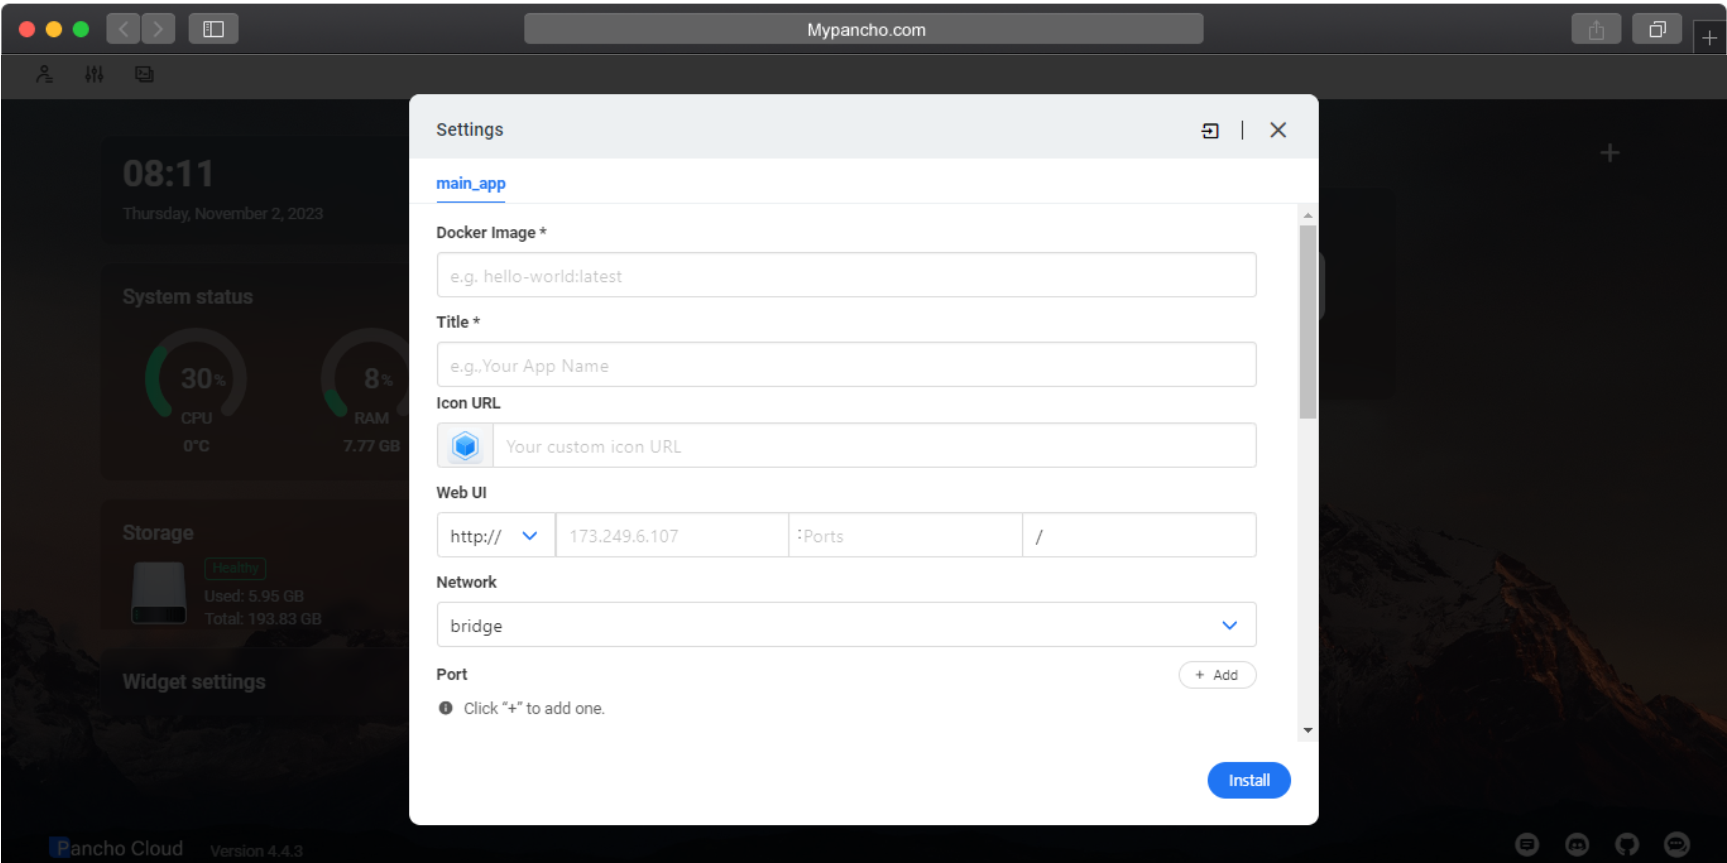 Mypancho.com
08:11
Thursday, November 2, 2023
System status
30%
CPU
0°C
8%
RAM
7.77 GB
Storage
Healthy
Used: 5.95 GB
Total: 193.83 GB
Widget settings
Settings
main_app
Docker Image *
e.g. hello-world:latest
Title *
e.g.,Your App Name
Icon URL
Your custom icon URL
Web UI
http:// 173.249.6.107 :Ports /
Network
bridge
Port
+ Add
Click “+” to add one.
Install
Pancho Cloud Version 4.4.3